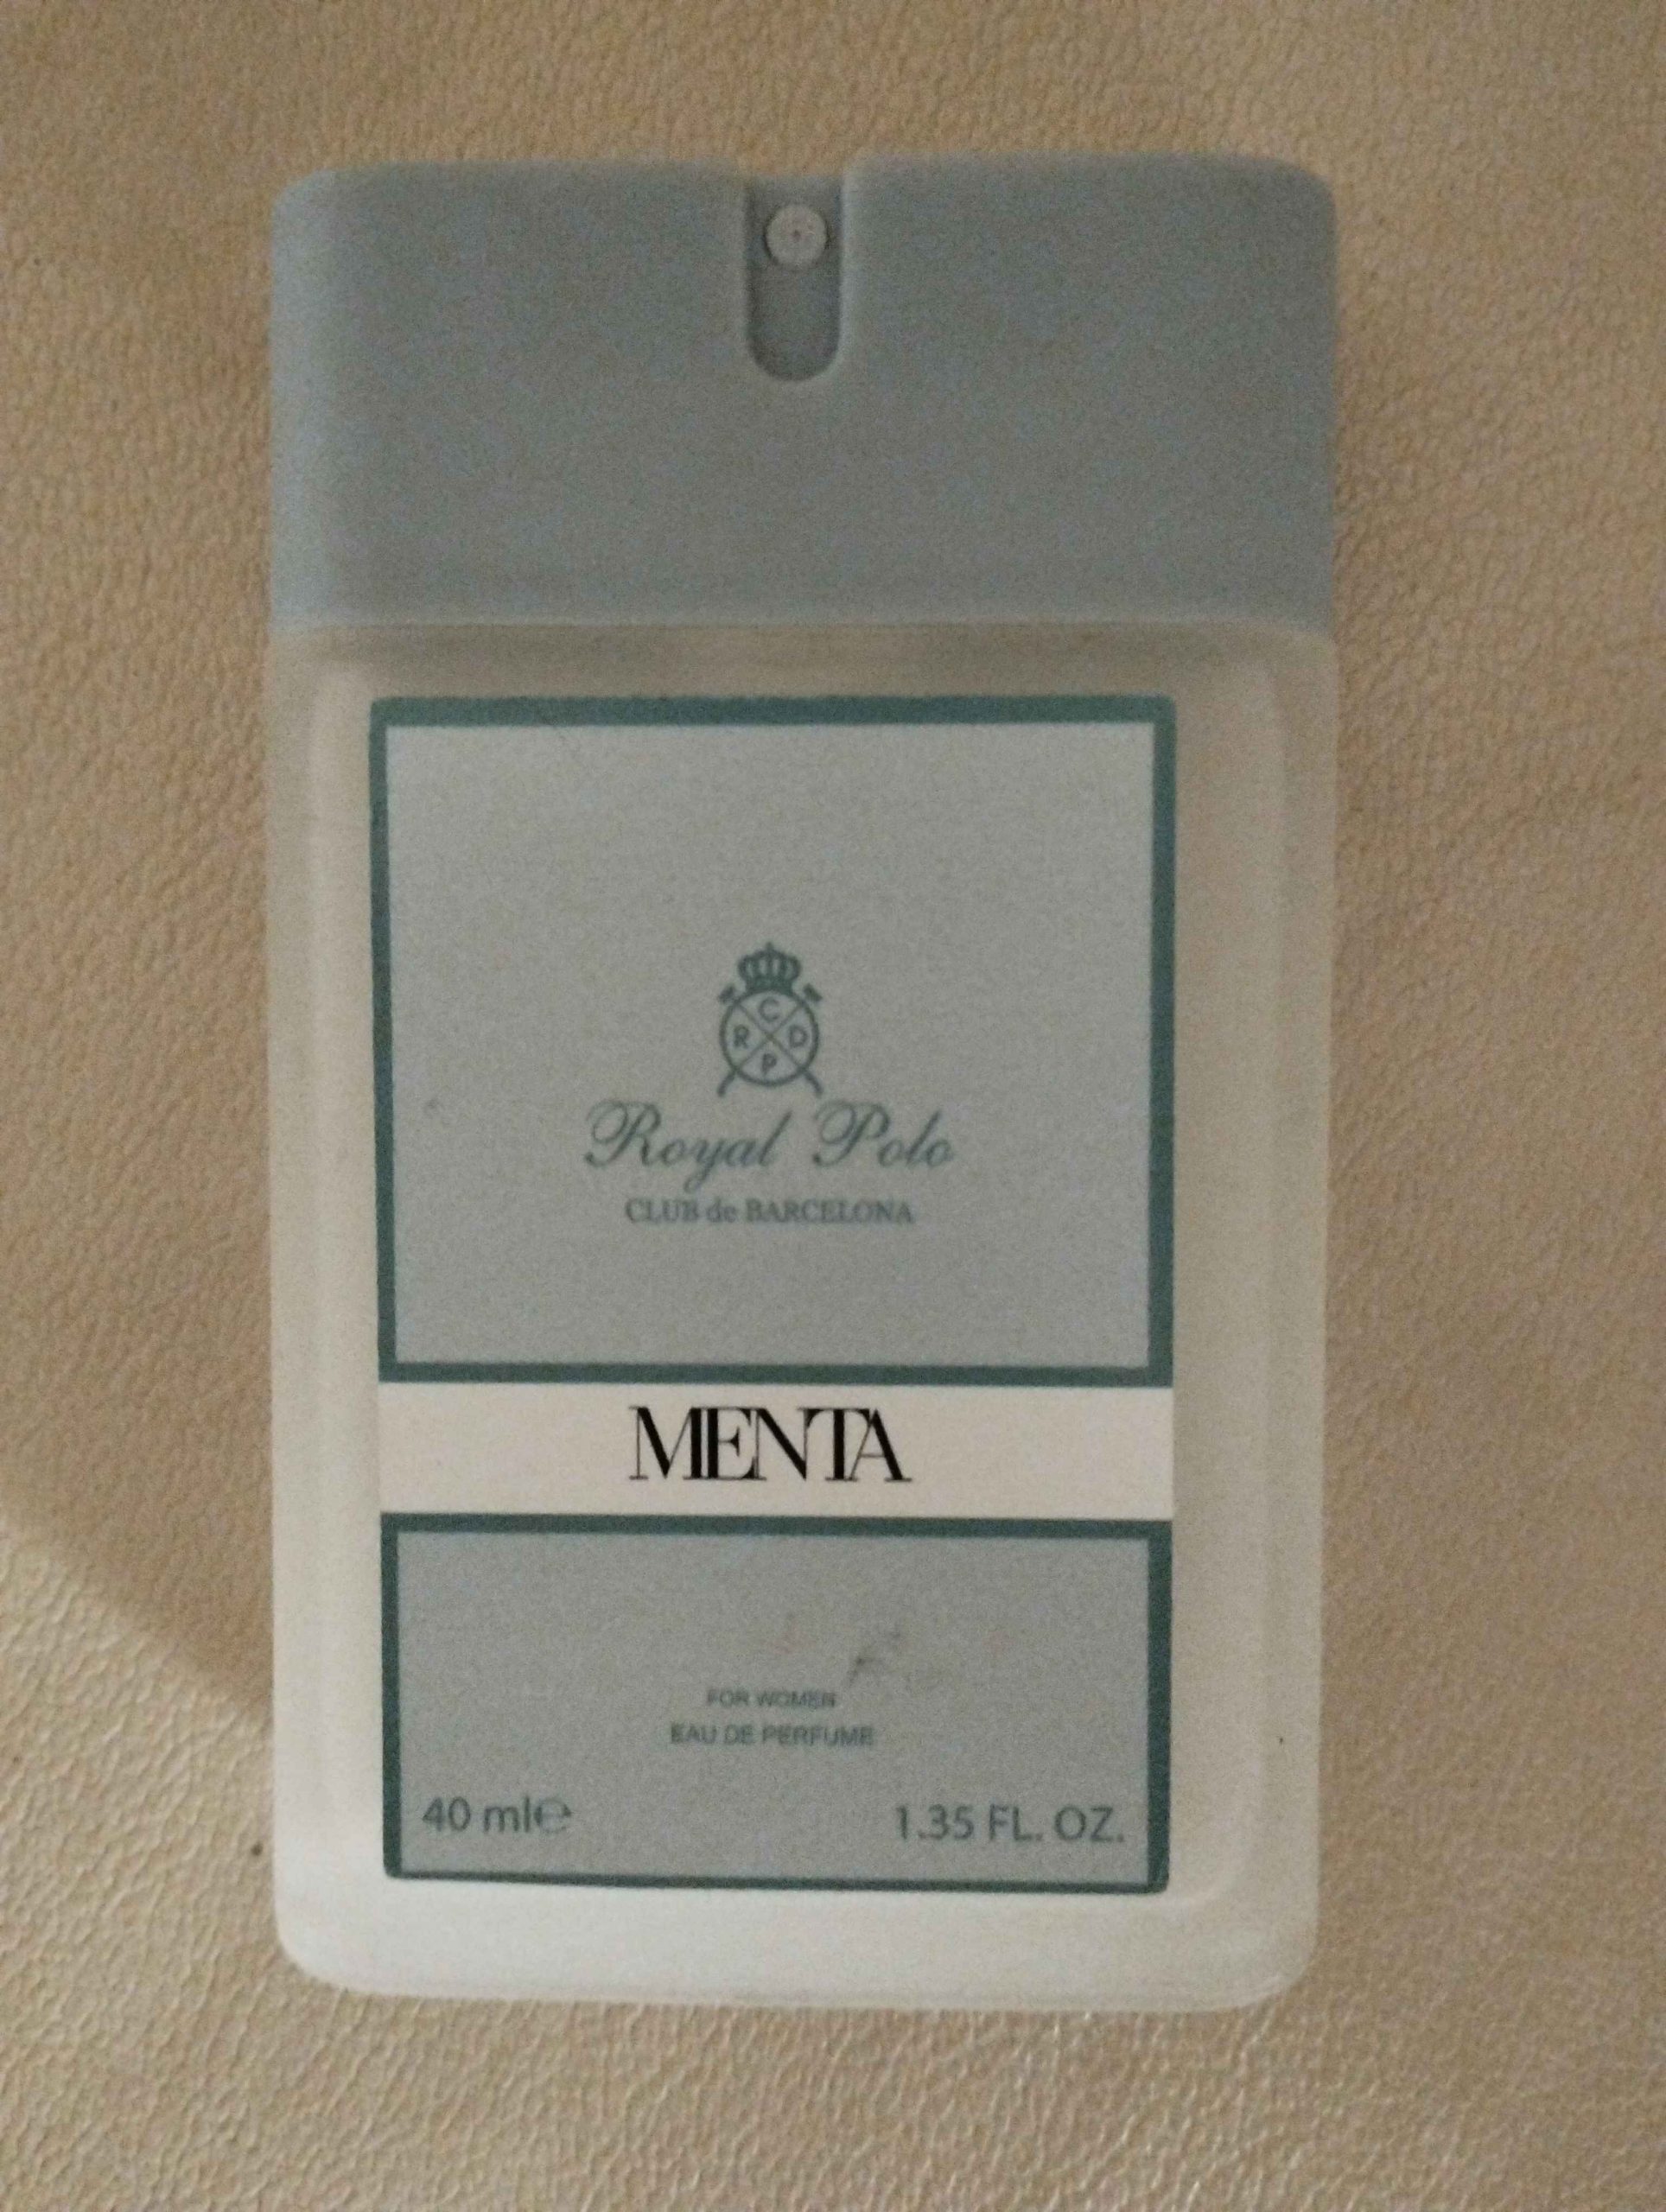 C
R D
P
Royal Polo
CLUB de BARCELONA
MENTA
FOR WOMEN
EAU DE PERFUME
40 ml℮ 1.35 FL. OZ.